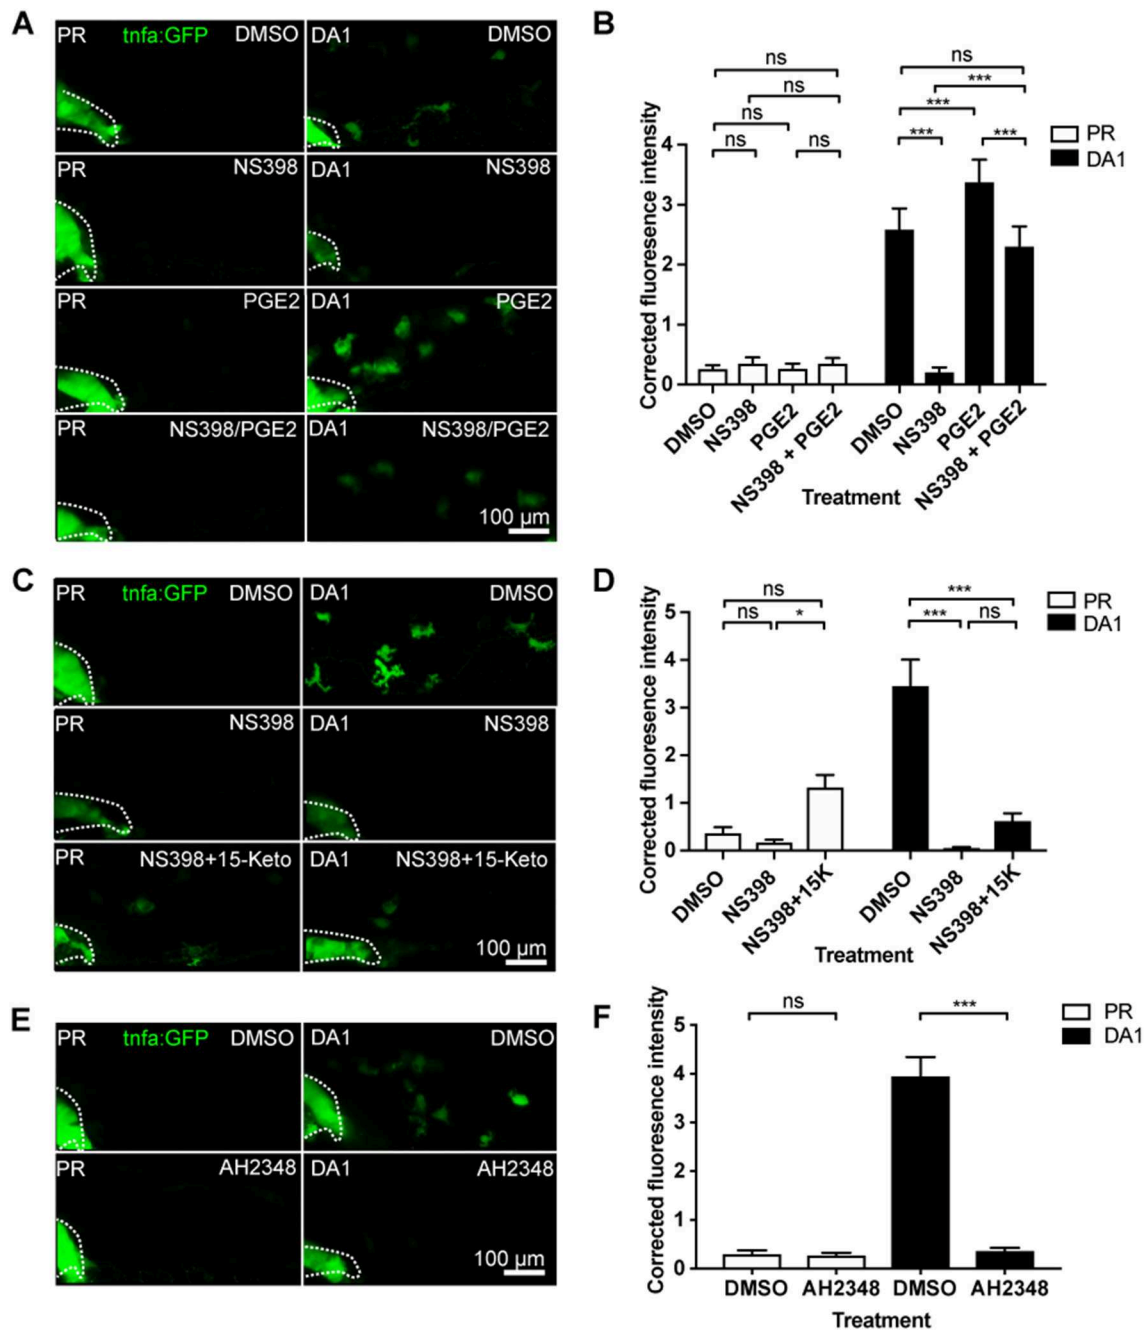 A
PR tnfa:GFP DMSO
DA1 DMSO
PR NS398
DA1 NS398
PR PGE2
DA1 PGE2
PR NS398/PGE2
DA1 NS398/PGE2
100 µm
B
ns ns
ns ***
ns ***
ns ns *** ***
PR
DA1
Corrected fluoresence intensity
4
3
2
1
0
DMSO NS398 PGE2 NS398 + PGE2 DMSO NS398 PGE2 NS398 + PGE2
Treatment
C
PR tnfa:GFP DMSO
DA1 DMSO
PR NS398
DA1 NS398
PR NS398+15-Keto
DA1 NS398+15-Keto
100 µm
D
ns ***
ns * *** ns
PR
DA1
Corrected fluoresence intensity
5
4
3
2
1
0
DMSO NS398 NS398+15K DMSO NS398 NS398+15K
Treatment
E
PR tnfa:GFP DMSO
DA1 DMSO
PR AH2348
DA1 AH2348
100 µm
F
ns ***
PR
DA1
Corrected fluoresence intensity
5
4
3
2
1
0
DMSO AH2348 DMSO AH2348
Treatment